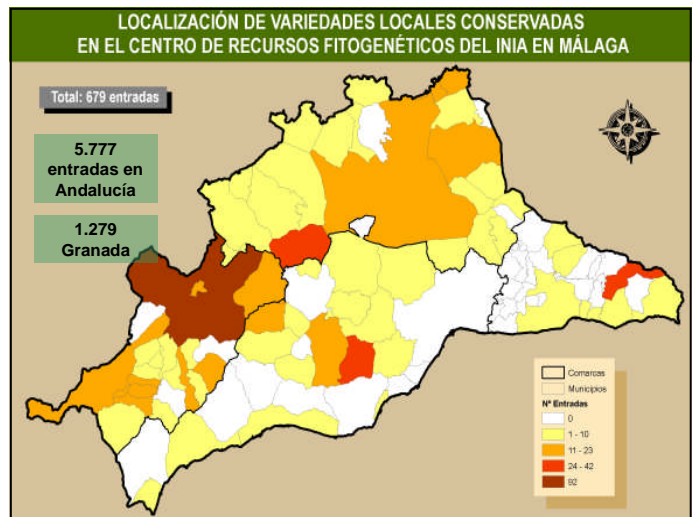 LOCALIZACIÓN DE VARIEDADES LOCALES CONSERVADAS
EN EL CENTRO DE RECURSOS FITOGENÉTICOS DEL INIA EN MÁLAGA
Total: 679 entradas
5.777
entradas en
Andalucía
1.279
Granada
Comarcas
Municipios
Nº Entradas
0
1 - 10
11 - 23
24 - 42
92